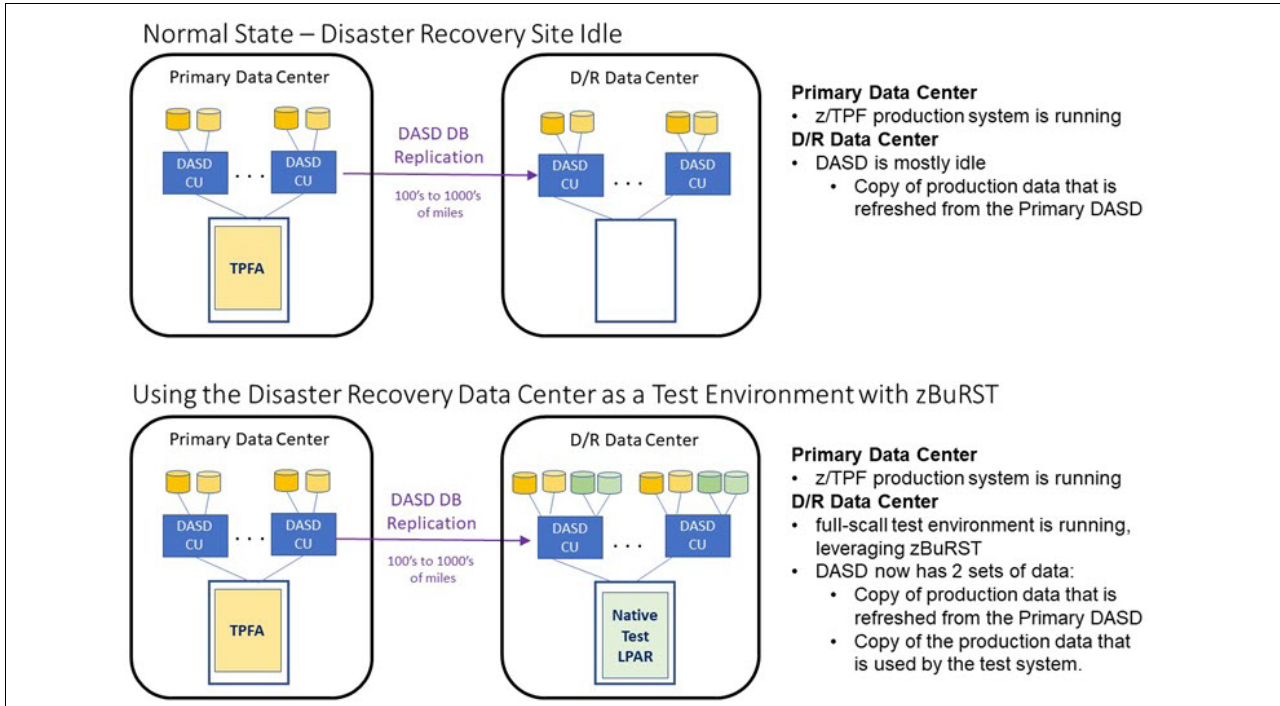 Normal State – Disaster Recovery Site Idle
Primary Data Center
DASD
CU
. . .
DASD
CU
TPFA
DASD DB
Replication
100's to 1000's
of miles
D/R Data Center
DASD
CU
. . .
DASD
CU
Primary Data Center
• z/TPF production system is running
D/R Data Center
• DASD is mostly idle
• Copy of production data that is
refreshed from the Primary DASD
Using the Disaster Recovery Data Center as a Test Environment with zBuRST
Primary Data Center
DASD
CU
. . .
DASD
CU
TPFA
DASD DB
Replication
100's to 1000's
of miles
D/R Data Center
DASD
CU
. . .
DASD
CU
Native
Test
LPAR
Primary Data Center
• z/TPF production system is running
D/R Data Center
• full-scall test environment is running,
leveraging zBuRST
• DASD now has 2 sets of data:
• Copy of production data that is
refreshed from the Primary DASD
• Copy of the production data that
is used by the test system.